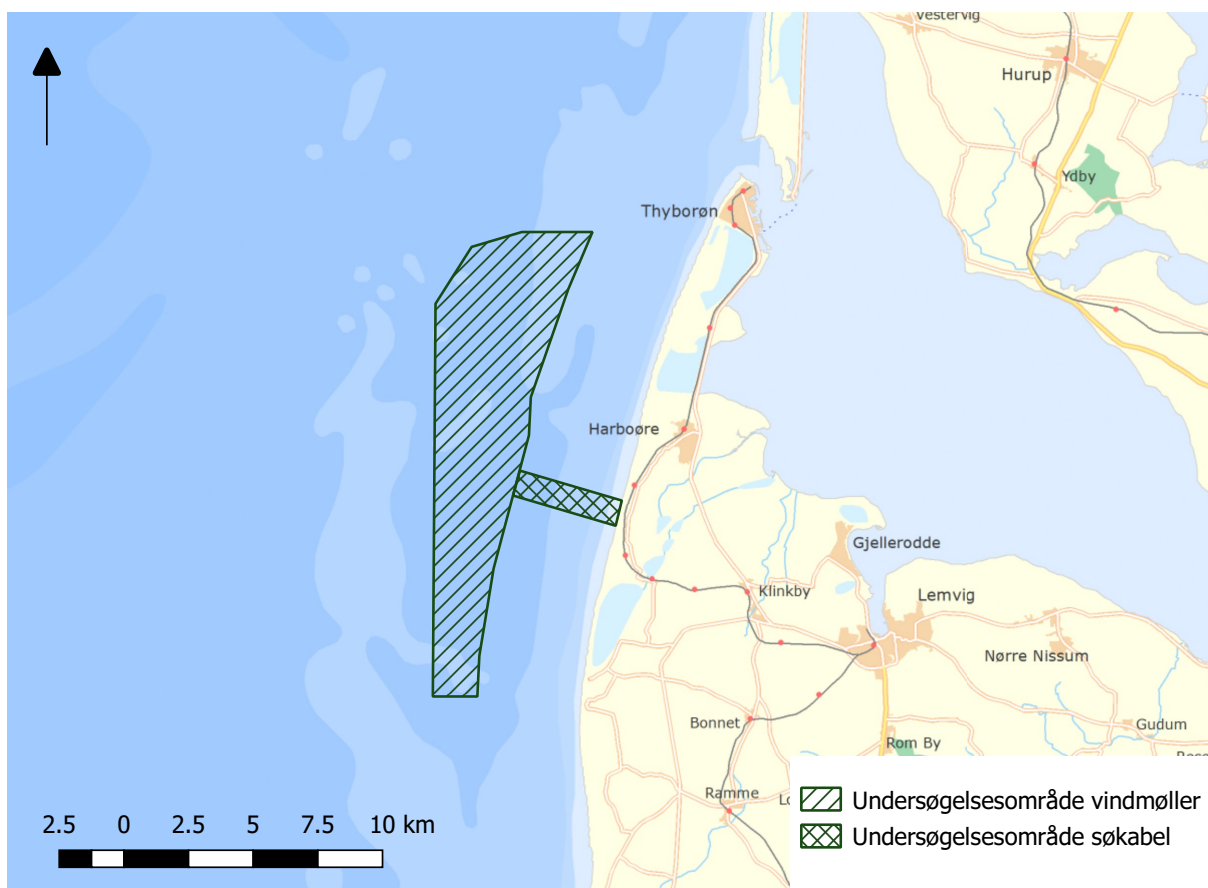 Vestervig
Hurup
Ydby
Thyborøn
Harboøre
Gjellerodde
Klinkby
Lemvig
Nørre Nissum
Bonnet
Gudum
Rom By
Ramme
2.5 0 2.5 5 7.5 10 km
Undersøgelsesområde vindmøller
Undersøgelsesområde søkabel